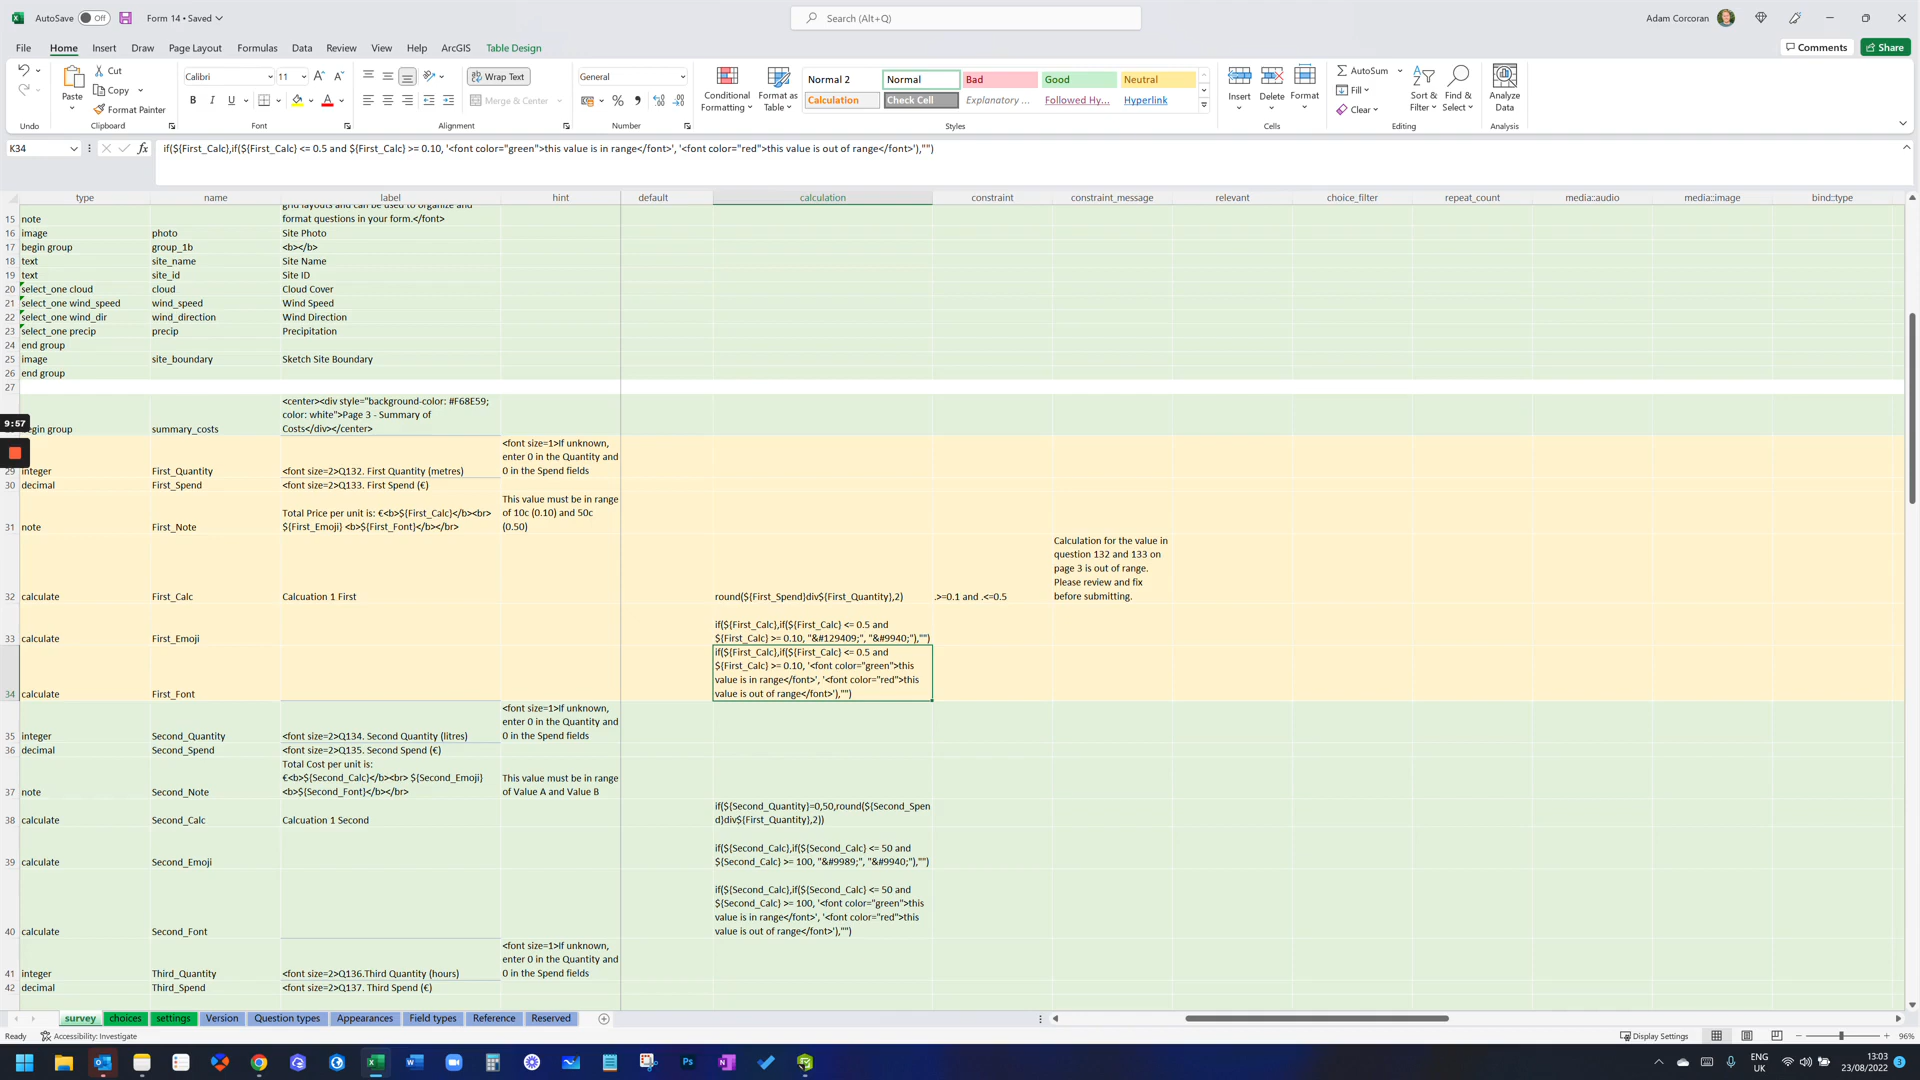 AutoSave Off Form 14 • Saved Search (Alt+Q) Adam Corcoran
File Home Insert Draw Page Layout Formulas Data Review View Help ArcGIS Table Design Comments Share
Paste Cut Copy Format Painter
Calibri 11
B I U
Wrap Text
Merge & Center
General
Conditional Formatting
Format as Table
Normal 2 Normal Bad Good Neutral
Calculation Check Cell Explanatory ... Followed Hy... Hyperlink
Insert Delete Format
AutoSum Fill Clear
Sort & Filter
Find & Select
Analyze Data
Undo Clipboard Font Alignment Number Styles Cells Editing Analysis
K34 fx if(${First_Calc},if(${First_Calc} <= 0.5 and ${First_Calc} >= 0.10, '<font color="green">this value is in range</font>', '<font color="red">this value is out of range</font>'),"")
type name label hint default calculation constraint constraint_message relevant choice_filter repeat_count media::audio media::image bind::type
grid layouts and can be used to organize and
15 note format questions in your form.</font>
16 image photo Site Photo
17 begin group group_1b <b></b>
18 text site_name Site Name
19 text site_id Site ID
20 select_one cloud cloud Cloud Cover
21 select_one wind_speed wind_speed Wind Speed
22 select_one wind_dir wind_direction Wind Direction
23 select_one precip precip Precipitation
24 end group
25 image site_boundary Sketch Site Boundary
26 end group
27
<center><div style="background-color: #F68E59;
color: white">Page 3 - Summary of
9:57
egin group summary_costs Costs</div></center>
<font size=1>If unknown,
enter 0 in the Quantity and
29 integer First_Quantity <font size=2>Q132. First Quantity (metres) 0 in the Spend fields
30 decimal First_Spend <font size=2>Q133. First Spend (€)
This value must be in range
Total Price per unit is: €<b>${First_Calc}</b><br> of 10c (0.10) and 50c
31 note First_Note ${First_Emoji} <b>${First_Font}</b></br> (0.50)
Calculation for the value in
question 132 and 133 on
page 3 is out of range.
Please review and fix
32 calculate First_Calc Calcuation 1 First round(${First_Spend}div${First_Quantity},2) .>=0.1 and .<=0.5 before submitting.
if(${First_Calc},if(${First_Calc} <= 0.5 and
33 calculate First_Emoji ${First_Calc} >= 0.10, "&#129409;", "&#9940;"),"")
if(${First_Calc},if(${First_Calc} <= 0.5 and
${First_Calc} >= 0.10, '<font color="green">this
value is in range</font>', '<font color="red">this
34 calculate First_Font value is out of range</font>'),"")
<font size=1>If unknown,
enter 0 in the Quantity and
35 integer Second_Quantity <font size=2>Q134. Second Quantity (litres) 0 in the Spend fields
36 decimal Second_Spend <font size=2>Q135. Second Spend (€)
Total Cost per unit is:
€<b>${Second_Calc}</b><br> ${Second_Emoji} This value must be in range
37 note Second_Note <b>${Second_Font}</b></br> of Value A and Value B
if(${Second_Quantity}=0,50,round(${Second_Spen
38 calculate Second_Calc Calcuation 1 Second d}div${First_Quantity},2))
if(${Second_Calc},if(${Second_Calc} <= 50 and
39 calculate Second_Emoji ${Second_Calc} >= 100, "&#9989;", "&#9940;"),"")
if(${Second_Calc},if(${Second_Calc} <= 50 and
${Second_Calc} >= 100, '<font color="green">this
value is in range</font>', '<font color="red">this
40 calculate Second_Font value is out of range</font>'),"")
<font size=1>If unknown,
enter 0 in the Quantity and
41 integer Third_Quantity <font size=2>Q136.Third Quantity (hours) 0 in the Spend fields
42 decimal Third_Spend <font size=2>Q137. Third Spend (€)
survey choices settings Version Question types Appearances Field types Reference Reserved
Ready Accessibility: Investigate Display Settings 96%
ENG UK
13:03
23/08/2022
3